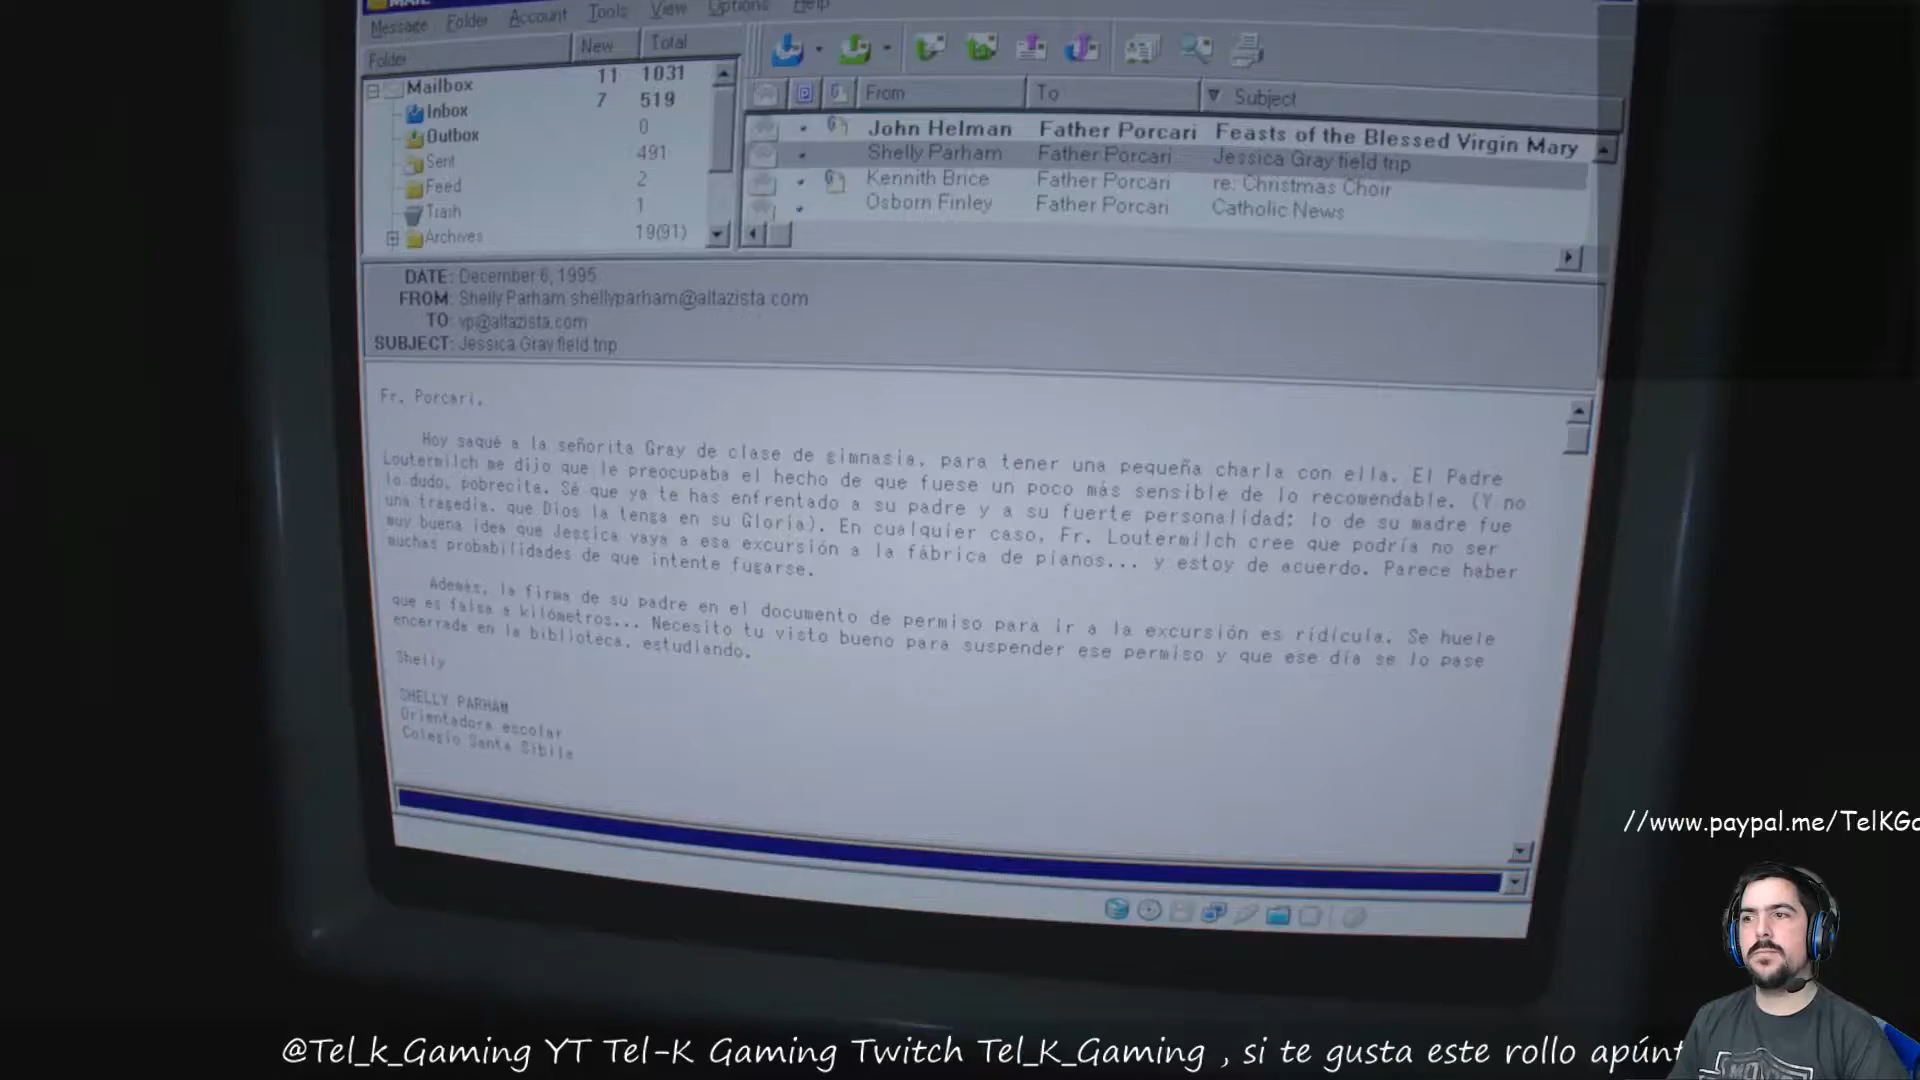 MAIL
Message Folder Account Tools View Options Help
Folder New Total
Mailbox 11 1031
Inbox 7 519
Outbox 0
Sent 491
Feed 2
Trash 1
Archives 19(91)
From To Subject
John Helman Father Porcari Feasts of the Blessed Virgin Mary
Shelly Parham Father Porcari Jessica Gray field trip
Kennith Brice Father Porcari re: Christmas Choir
Osborn Finley Father Porcari Catholic News
DATE: December 6, 1995
FROM: Shelly Parham shellyparham@altazista.com
TO: vp@altazista.com
SUBJECT: Jessica Gray field trip
Fr. Porcari,
Hoy saqué a la señorita Gray de clase de gimnasia, para tener una pequeña charla con ella. El Padre
Loutermilch me dijo que le preocupaba el hecho de que fuese un poco más sensible de lo recomendable. (Y no
lo dudo, pobrecita. Sé que ya te has enfrentado a su padre y a su fuerte personalidad; lo de su madre fue
una tragedia, que Dios la tenga en su Gloria). En cualquier caso, Fr. Loutermilch cree que podría no ser
muy buena idea que Jessica vaya a esa excursión a la fábrica de pianos... y estoy de acuerdo. Parece haber
muchas probabilidades de que intente fugarse.
Además, la firma de su padre en el documento de permiso para ir a la excursión es rídicula. Se huele
que es falsa a kilómetros... Necesito tu visto bueno para suspender ese permiso y que ese día se lo pase
encerrada en la biblioteca, estudiando.
Shelly
SHELLY PARHAM
Orientadora escolar
Colegio Santa Sibila
//www.paypal.me/TelKGa
@Tel_k_Gaming YT Tel-K Gaming Twitch Tel_K_Gaming , si te gusta este rollo apúnt